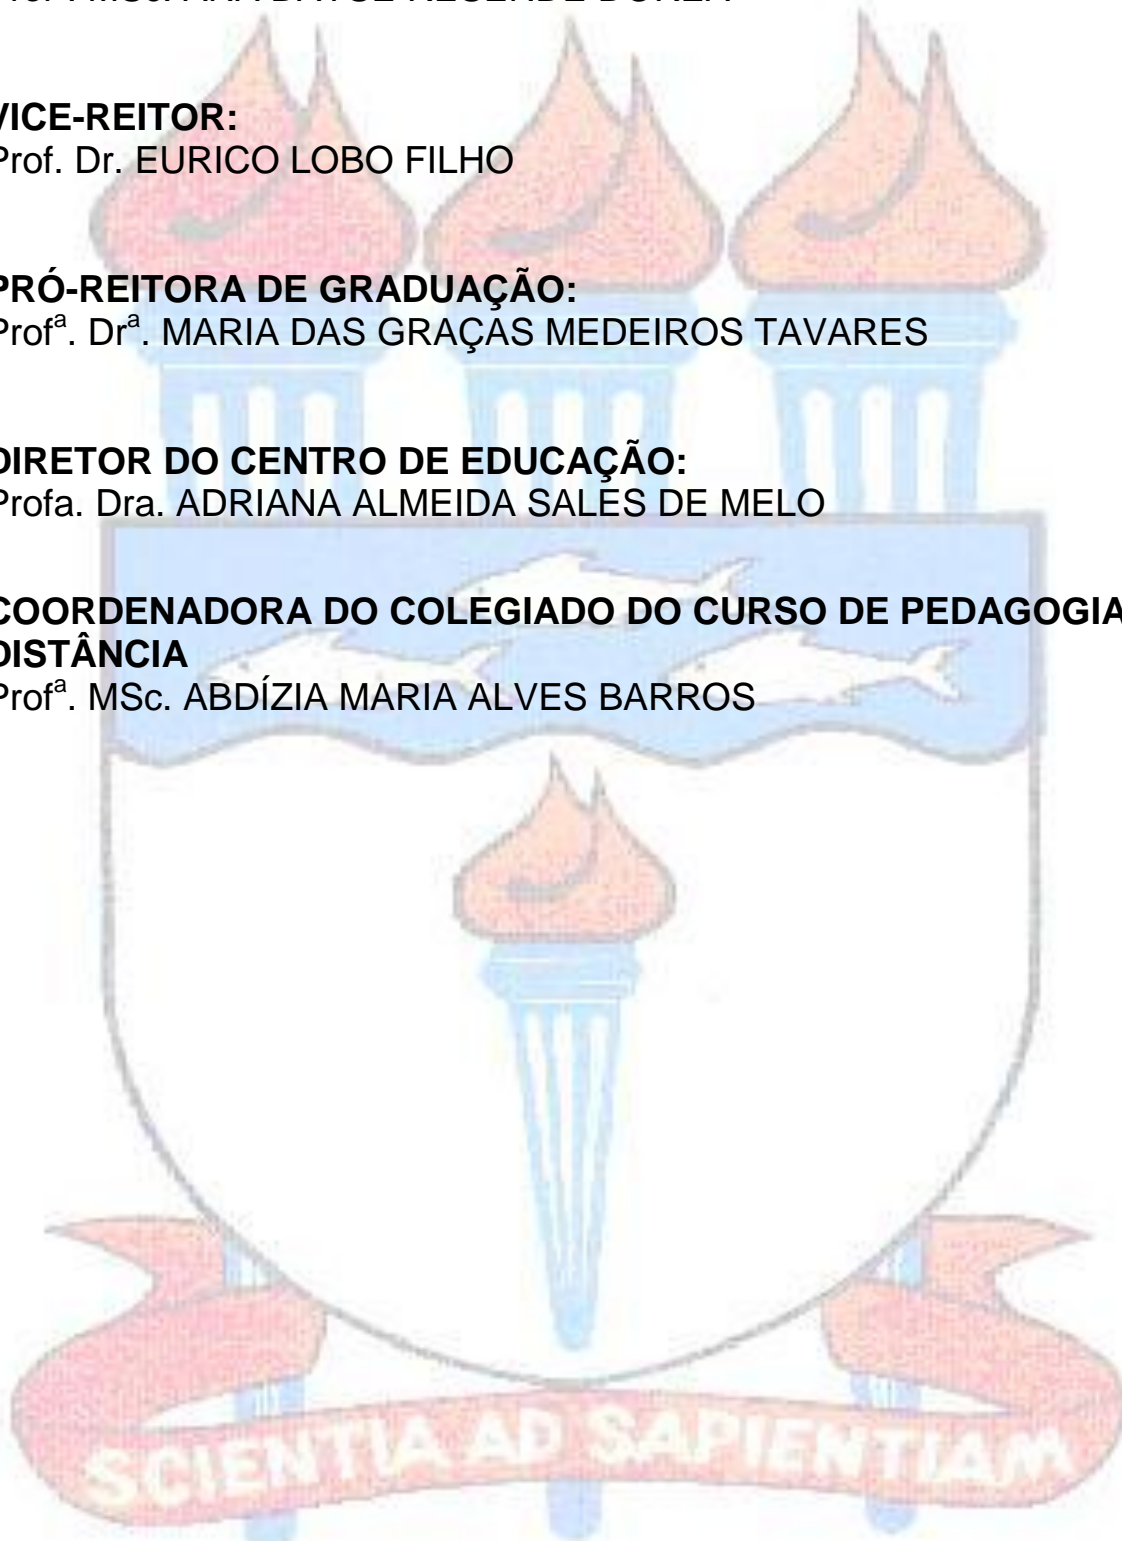 VICE-REITOR:
Prof. Dr. EURICO LOBO FILHO
PRÓ-REITORA DE GRADUAÇÃO:
Profª. Drª. MARIA DAS GRAÇAS MEDEIROS TAVARES
DIRETOR DO CENTRO DE EDUCAÇÃO:
Profa. Dra. ADRIANA ALMEIDA SALES DE MELO
COORDENADORA DO COLEGIADO DO CURSO DE PEDAGOGIA
DISTÂNCIA
Profª. MSc. ABDÍZIA MARIA ALVES BARROS
SCIENTIA AD SAPIENTIAM